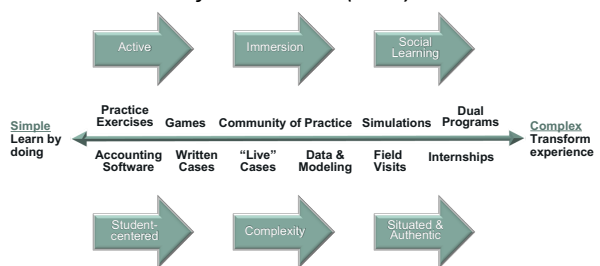 Active
Immersion
Social
Learning
Practice
Exercises
Games
Community of Practice
Simulations
Dual
Programs
Simple
Learn by
doing
Complex
Transform
experience
Accounting
Software
Written
Cases
“Live”
Cases
Data &
Modeling
Field
Visits
Internships
Student-
centered
Complexity
Situated &
Authentic